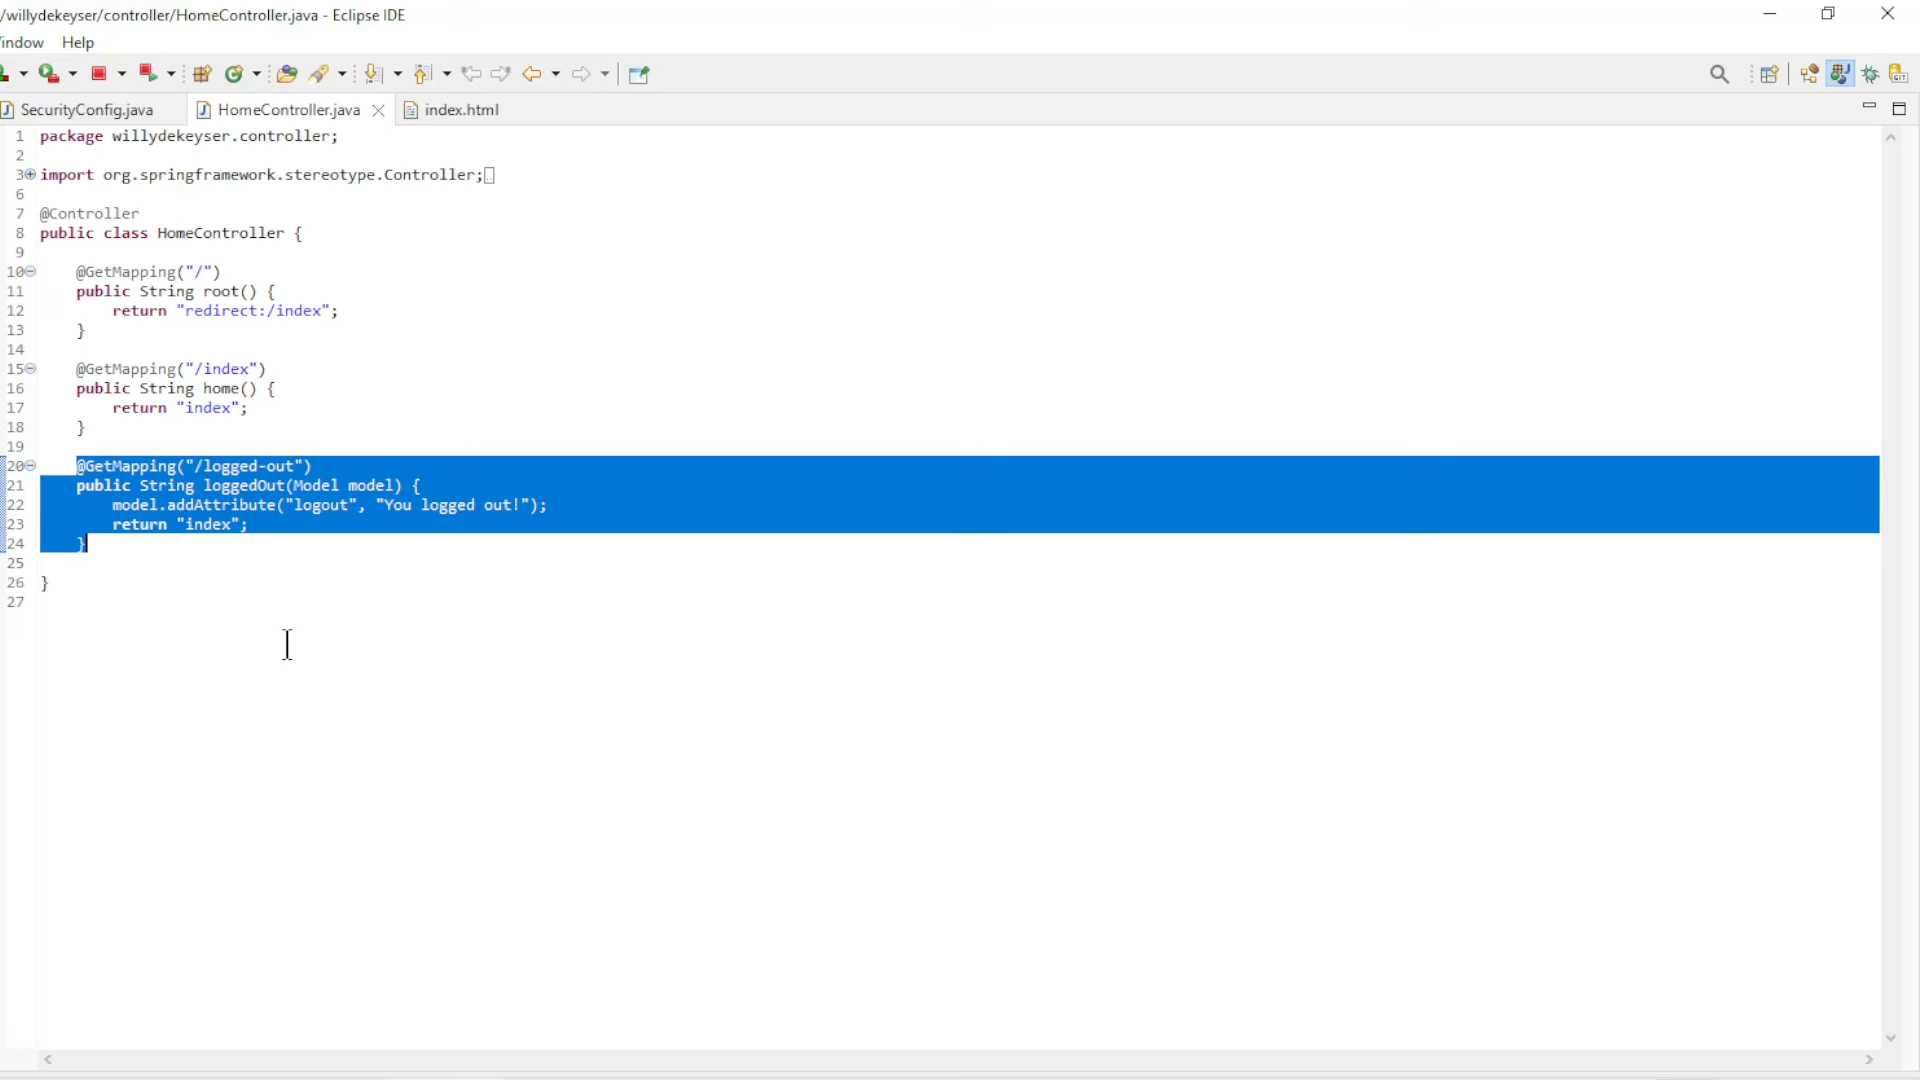 /willydekeyser/controller/HomeController.java - Eclipse IDE
indow Help
SecurityConfig.java HomeController.java index.html
1 package willydekeyser.controller;
2
3 import org.springframework.stereotype.Controller;
6
7 @Controller
8 public class HomeController {
9
10 @GetMapping("/")
11 public String root() {
12 return "redirect:/index";
13 }
14
15 @GetMapping("/index")
16 public String home() {
17 return "index";
18 }
19
20 @GetMapping("/logged-out")
21 public String loggedOut(Model model) {
22 model.addAttribute("logout", "You logged out!");
23 return "index";
24 }
25
26 }
27